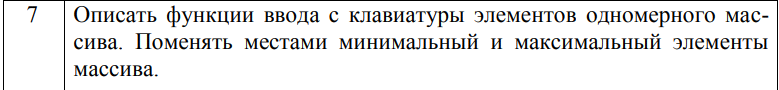 7 Описать функции ввода с клавиатуры элементов одномерного мас-
сива. Поменять местами минимальный и максимальный элементы
массива.